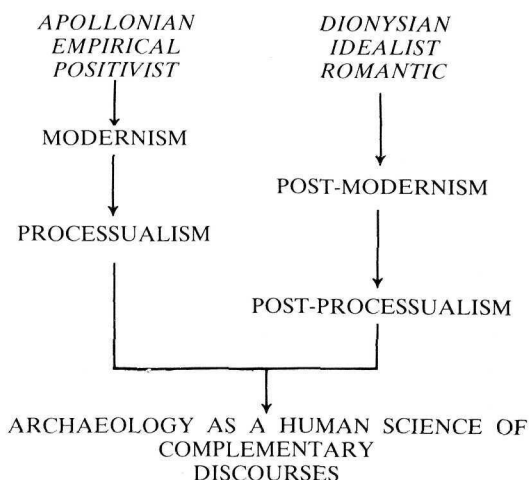 APOLLONIAN
EMPIRICAL
POSITIVIST
DIONYSIAN
IDEALIST
ROMANTIC
MODERNISM
POST-MODERNISM
PROCESSUALISM
POST-PROCESSUALISM
ARCHAEOLOGY AS A HUMAN SCIENCE OF
COMPLEMENTARY
DISCOURSES